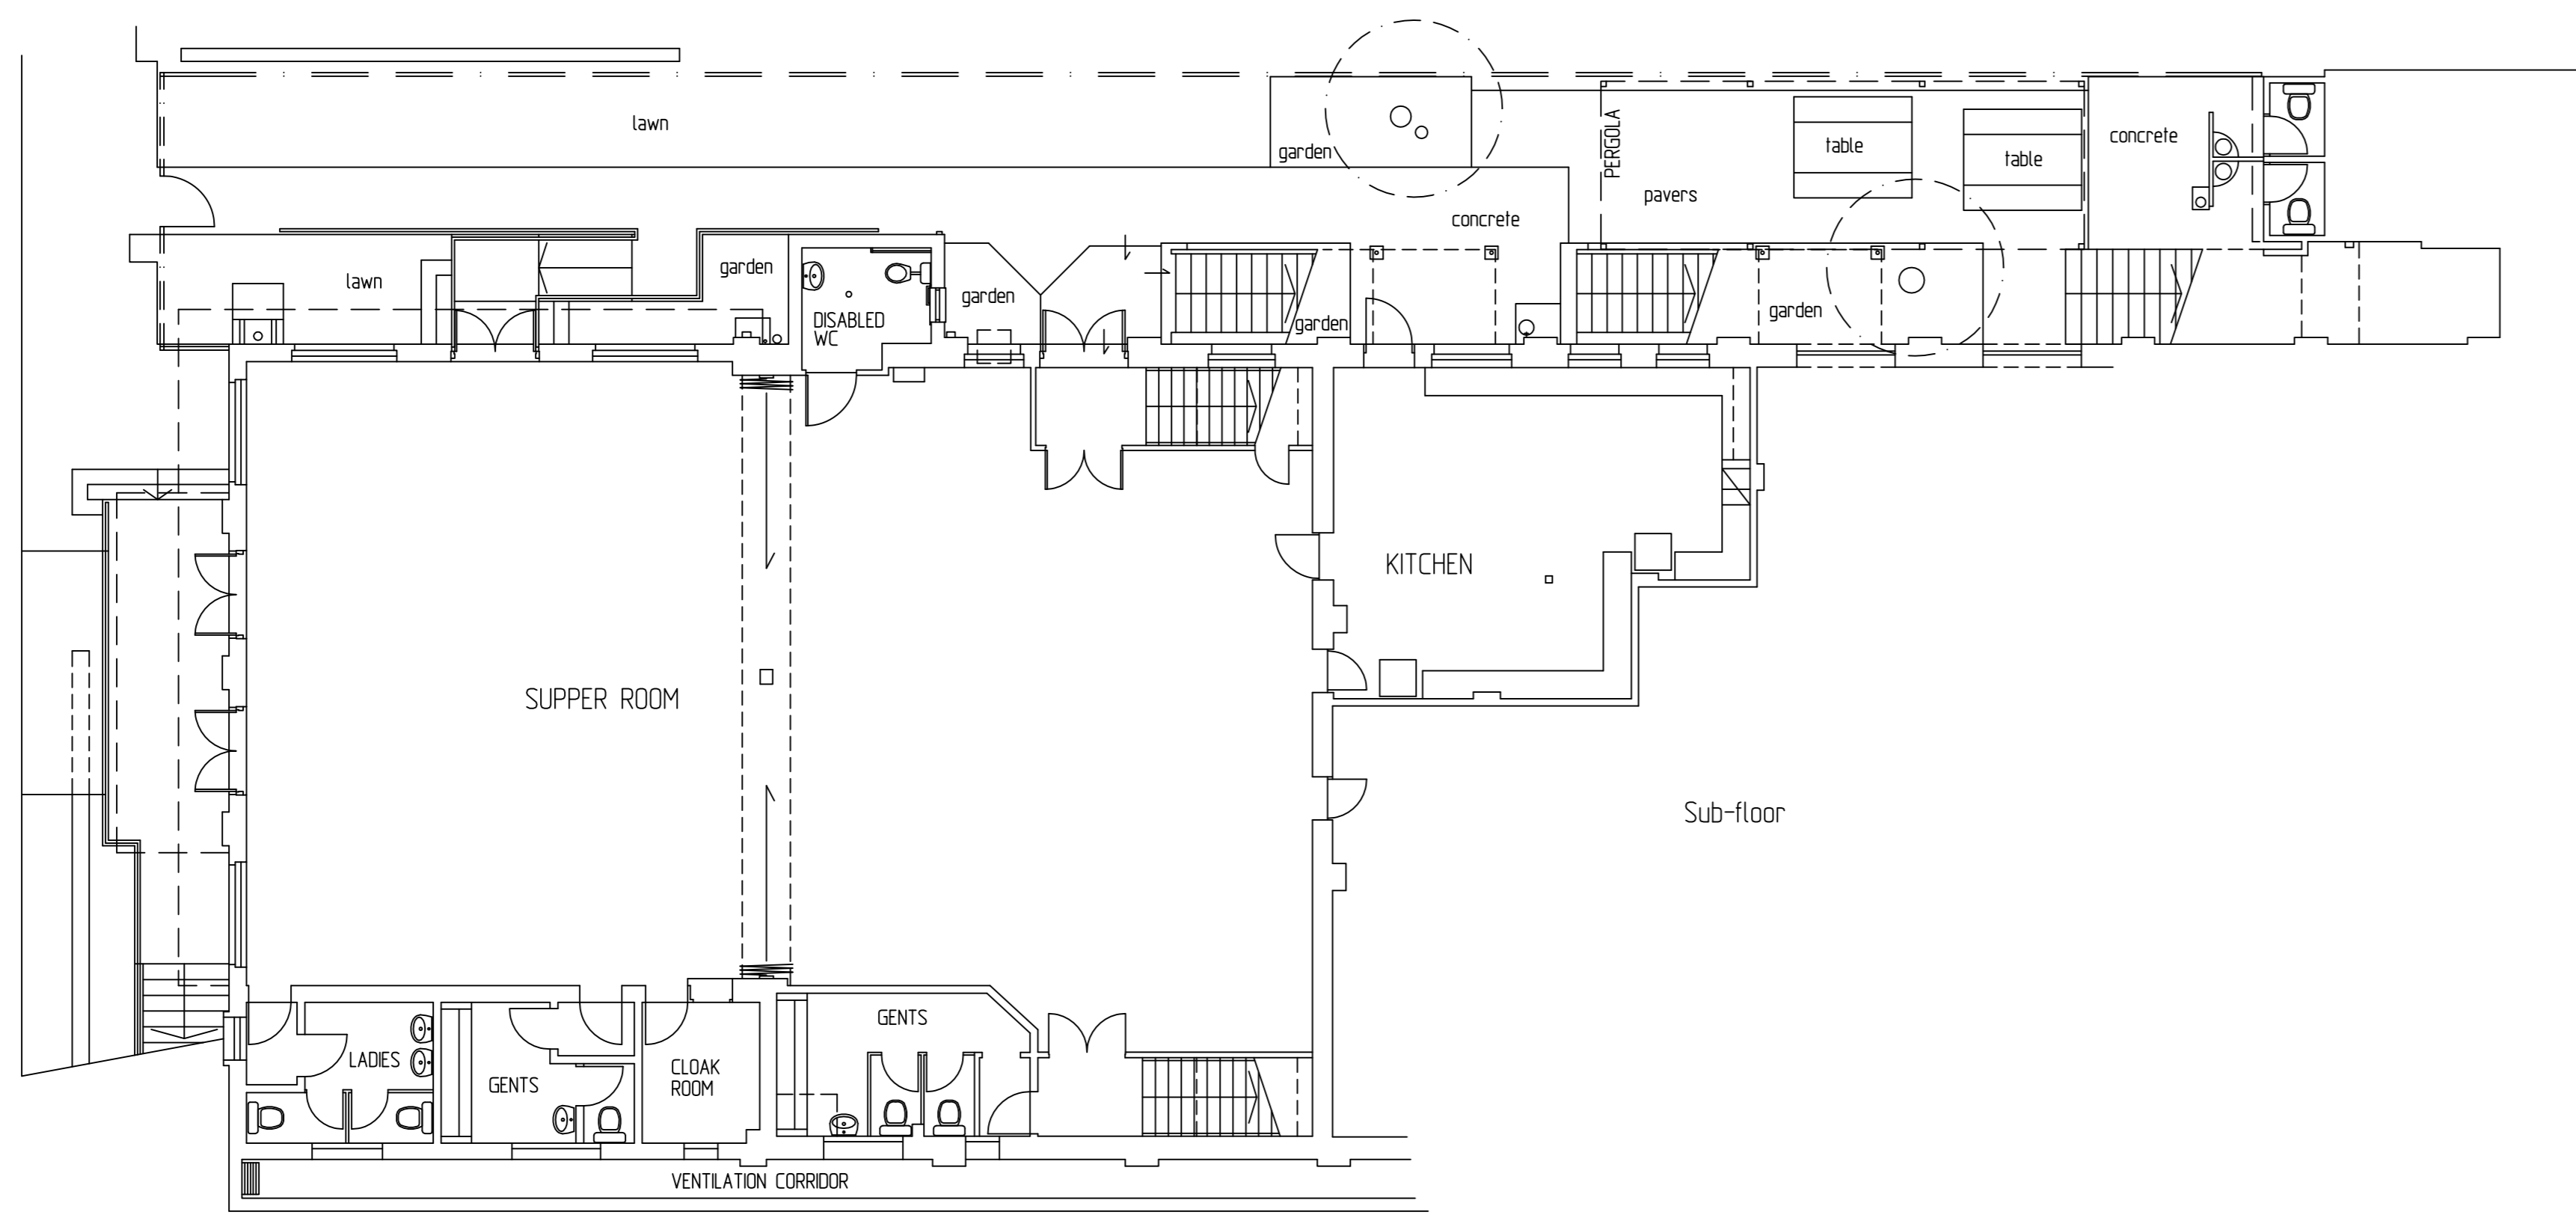 lawn
garden
PERGOLA
table
table
concrete
pavers
concrete
lawn
garden
garden
DISABLED
WC
garden
garden
KITCHEN
SUPPER ROOM
Sub-floor
GENTS
LADIES
GENTS
CLOAK
ROOM
VENTILATION CORRIDOR